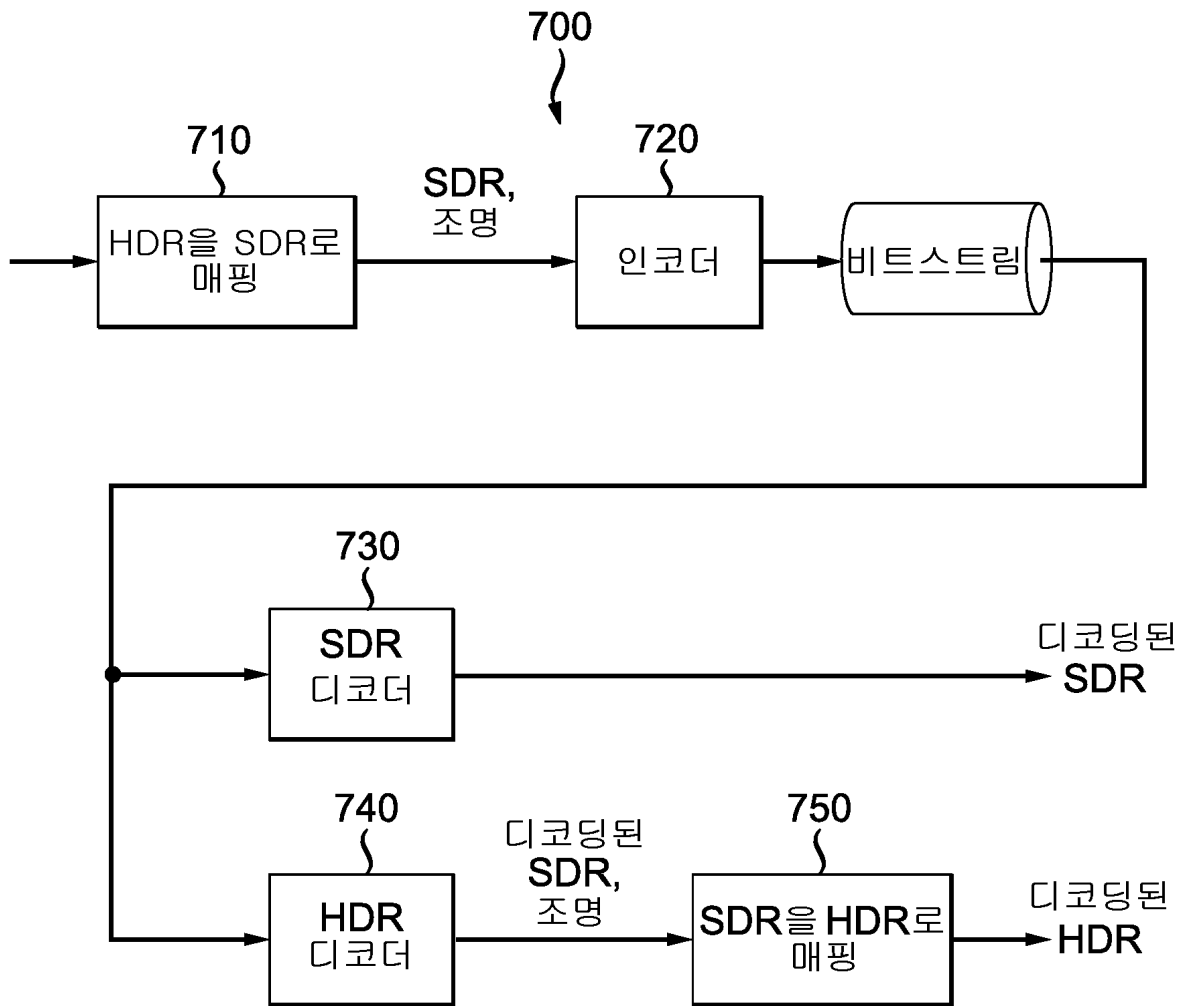 700
710
HDR을 SDR로
매핑
SDR,
조명
720
인코더
비트스트림
730
SDR
디코더
디코딩된
SDR
740
HDR
디코더
디코딩된
SDR,
조명
750
SDR을 HDR로
매핑
디코딩된
HDR